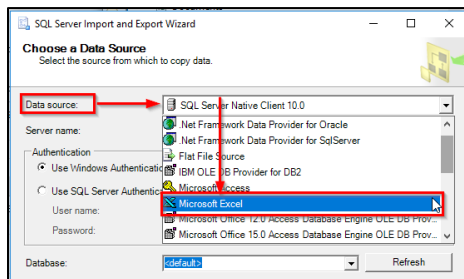 SQL Server Import and Export Wizard
Choose a Data Source
Select the source from which to copy data.
Data source:
SQL Server Native Client 10.0
Server name:
.Net Framework Data Provider for Oracle
.Net Framework Data Provider for SqlServer
Flat File Source
Authentication
IBM OLE DB Provider for DB2
Use Windows Authenticatio
Microsoft Access
Use SQL Server Authentic
Microsoft Excel
User name:
Microsoft Office 12.0 Access Database Engine OLE DB Prov...
Password:
Microsoft Office 15.0 Access Database Engine OLE DB Prov...
Database:
<default>
Refresh